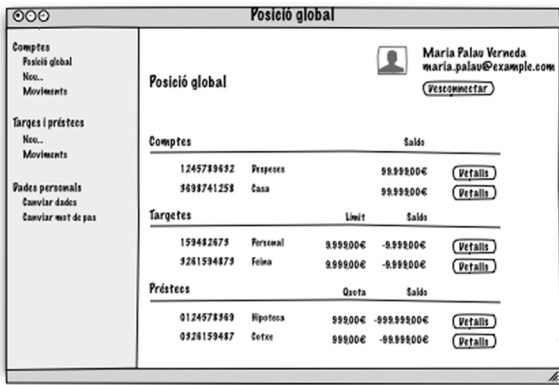 Posició global
Comptes
Posició global
Nou...
Moviments
Targes i préstecs
Nou...
Moviments
Dades personals
Canviar dades
Canviar mot de pas
Maria Palau Verneda
maria.palau@example.com
Desconnectar
Posició global
Comptes Saldo
1245789632 Despeses 99.999,00€ Detalls
3698741258 Casa 99.999,00€ Detalls
Targetes Límit Saldo
159482673 Personal 9.999,00€ -9.999,00€ Detalls
9261594873 Feina 9.999,00€ -9.999,00€ Detalls
Préstecs Quota Saldo
0124578369 Hipoteca 999,00€ -999.999,00€ Detalls
0326159487 Cotxe 999,00€ -99.999,00€ Detalls